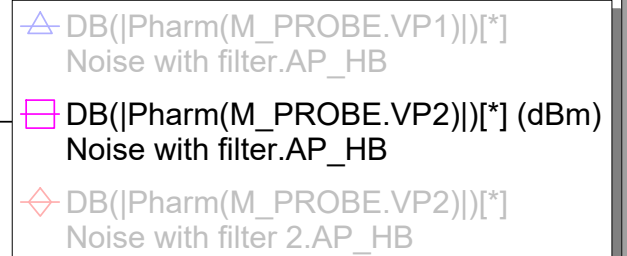 DB(|Pharm(M_PROBE.VP1)|)[*]
Noise with filter.AP_HB
DB(|Pharm(M_PROBE.VP2)|)[*] (dBm)
Noise with filter.AP_HB
DB(|Pharm(M_PROBE.VP2)|)[*]
Noise with filter 2.AP_HB